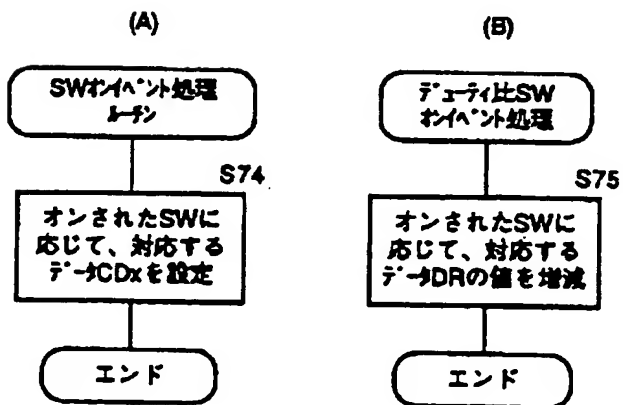 (A)
SWオンイベント処理
ルーチン
S74
オンされたSWに
応じて、対応する
データCDxを設定
エンド
(B)
デューティ比SW
オンイベント処理
S75
オンされたSWに
応じて、対応する
データDRの値を増減
エンド